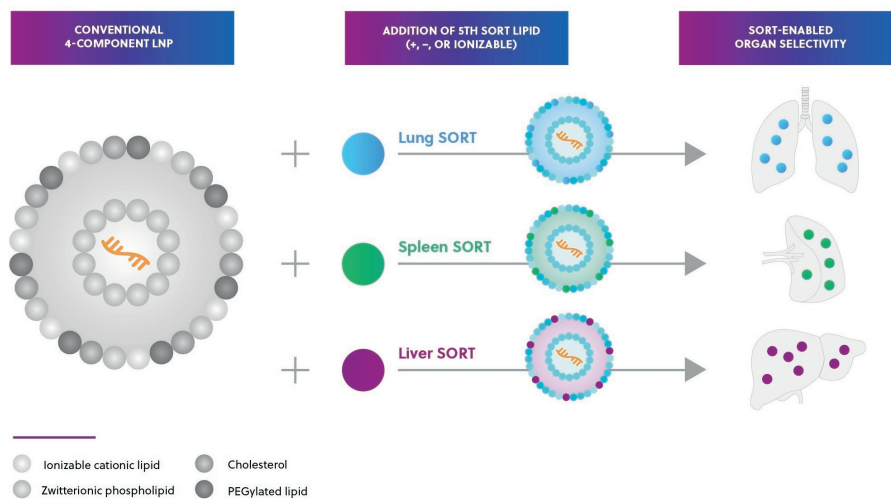 CONVENTIONAL
4-COMPONENT LNP
ADDITION OF 5TH SORT LIPID
(+, –, OR IONIZABLE)
SORT-ENABLED
ORGAN SELECTIVITY
Lung SORT
Spleen SORT
Liver SORT
Ionizable cationic lipid
Cholesterol
Zwitterionic phospholipid
PEGylated lipid